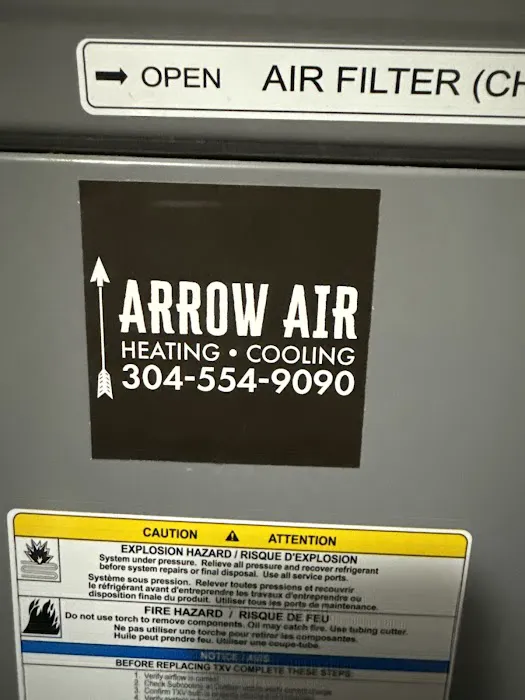 OPEN AIR FILTER
ARROW AIR
HEATING • COOLING
304-554-9090
CAUTION ATTENTION
EXPLOSION HAZARD / RISQUE D'EXPLOSION
System under pressure. Relieve all pressure and recover refrigerant
before system repairs or final disposal. Use all service ports.
Système sous pression. Relever toutes pressions et recouvrir
le réfrigérant avant d'entreprendre les travaux d'entreprendre ou
disposition finale du produit. Utiliser tous les ports de maintenance.
FIRE HAZARD / RISQUE DE FEU
Do not use torch to remove components. Oil may catch fire. Use tubing cutter.
Ne pas utiliser une torche pour retirer les composantes.
Huile peut prendre feu. Utiliser une coupe-tube.
NOTICE / AVIS
BEFORE REPLACING TXV COMPLETE THESE STEPS
1. Verify airflow is correct